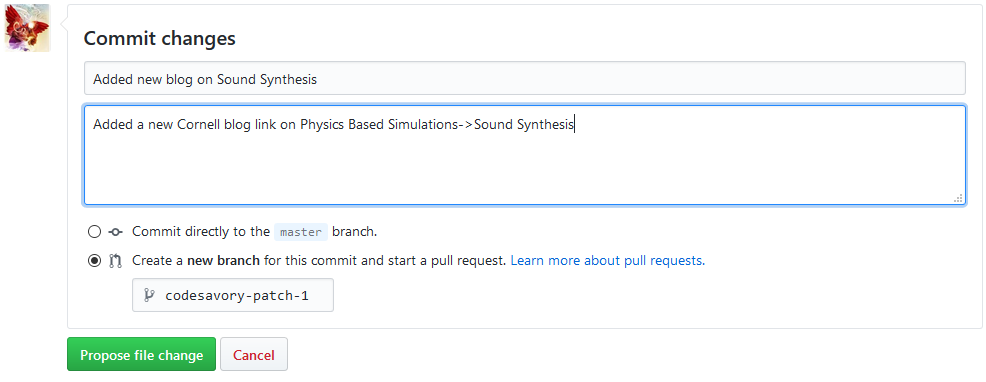 Commit changes
Added new blog on Sound Synthesis
Added a new Cornell blog link on Physics Based Simulations->Sound Synthesis
Commit directly to the master branch.
Create a new branch for this commit and start a pull request. Learn more about pull requests.
codesavory-patch-1
Propose file change Cancel